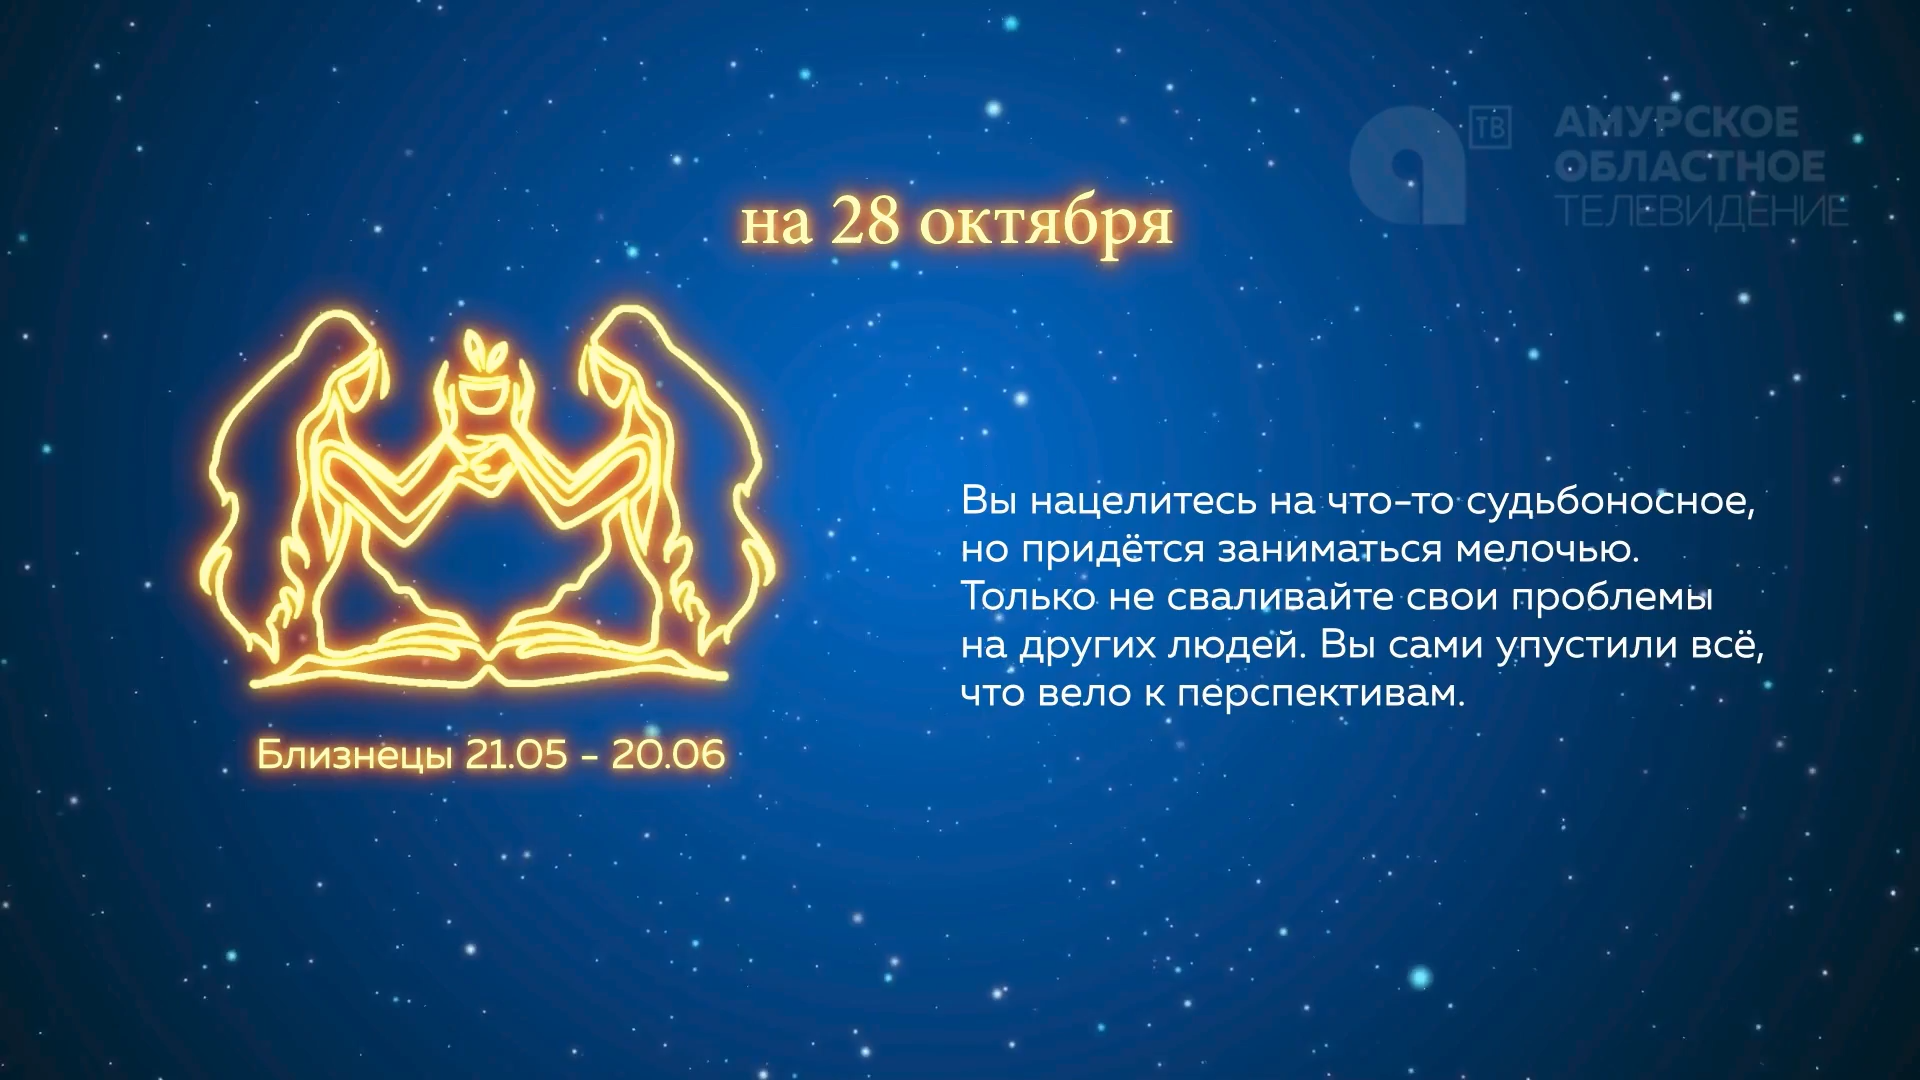 ТВ
АМУРСКОЕ
ОБЛАСТНОЕ
ТЕЛЕВИДЕНИЕ
на 28 октября
Вы нацелитесь на что-то судьбоносное,
но придётся заниматься мелочью.
Только не сваливайте свои проблемы
на других людей. Вы сами упустили всё,
что вело к перспективам.
Близнецы 21.05 - 20.06